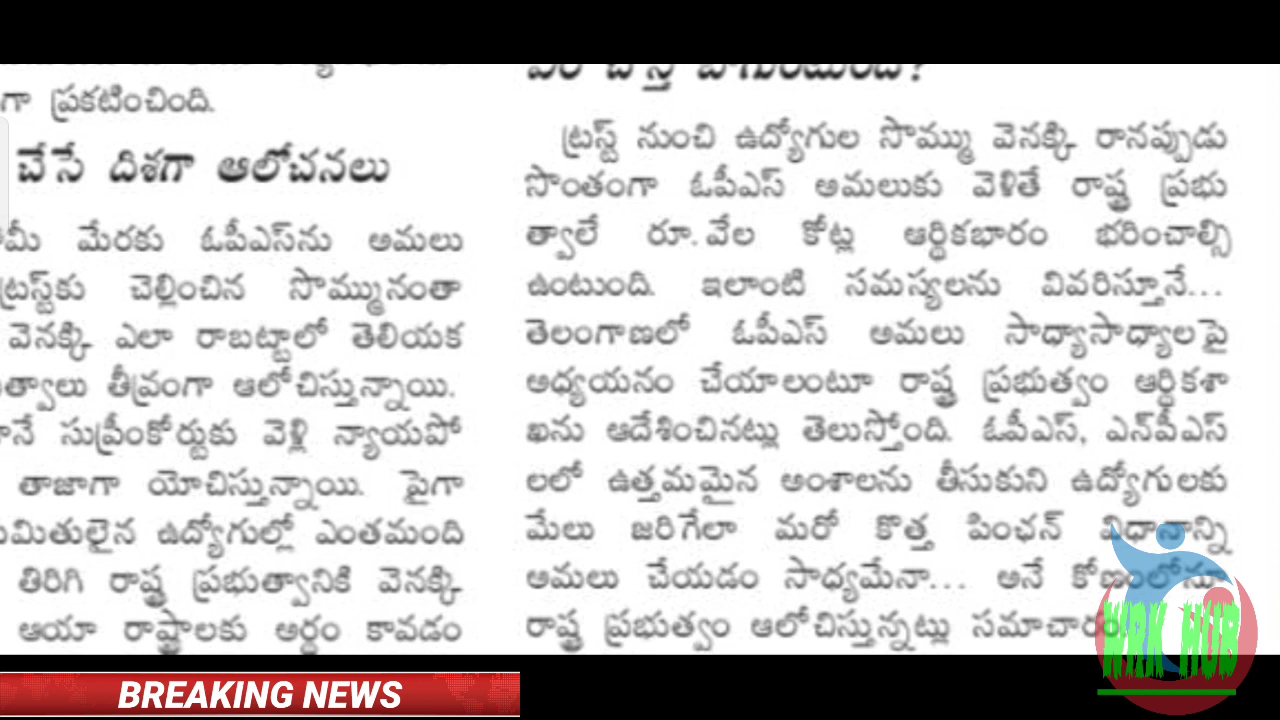 గా ప్రకటించింది.
చేసే దిశగా ఆలోచనలు
మేరకు ఓపీఎస్‌ను అమలు
ట్రస్ట్‌కు చెల్లించిన సొమ్మునంతా
వెనక్కి ఎలా రాబట్టాలో తెలియక
త్వాలు తీవ్రంగా ఆలోచిస్తున్నాయి.
సుప్రీంకోర్టుకు వెళ్లి న్యాయపో
తాజాగా యోచిస్తున్నాయి. పైగా
ఉద్యోగుల్లో ఎంతమంది
తిరిగి రాష్ట్ర ప్రభుత్వానికి వెనక్కి
ఆయా రాష్ట్రాలకు అర్థం కావడం
ట్రస్ట్ నుంచి ఉద్యోగుల సొమ్ము వెనక్కి రానప్పుడు
సొంతంగా ఓపీఎస్ అమలుకు వెళితే రాష్ట్ర ప్రభు
త్వాలే రూ.వేల కోట్ల ఆర్థికభారం భరించాల్సి
ఉంటుంది. ఇలాంటి సమస్యలను వివరిస్తూనే...
తెలంగాణలో ఓపీఎస్ అమలు సాధ్యాసాధ్యాలపై
అధ్యయనం చేయాలంటూ రాష్ట్ర ప్రభుత్వం ఆర్థికశా
ఖను ఆదేశించినట్లు తెలుస్తోంది. ఓపీఎస్, ఎన్‌పీఎస్
లలో ఉత్తమమైన అంశాలను తీసుకుని ఉద్యోగులకు
మేలు జరిగేలా మరో కొత్త పింఛన్ విధానాన్ని
అమలు చేయడం సాధ్యమేనా... అనే కోణంలోనూ
రాష్ట్ర ప్రభుత్వం ఆలోచిస్తున్నట్లు సమాచారం.
BREAKING NEWS